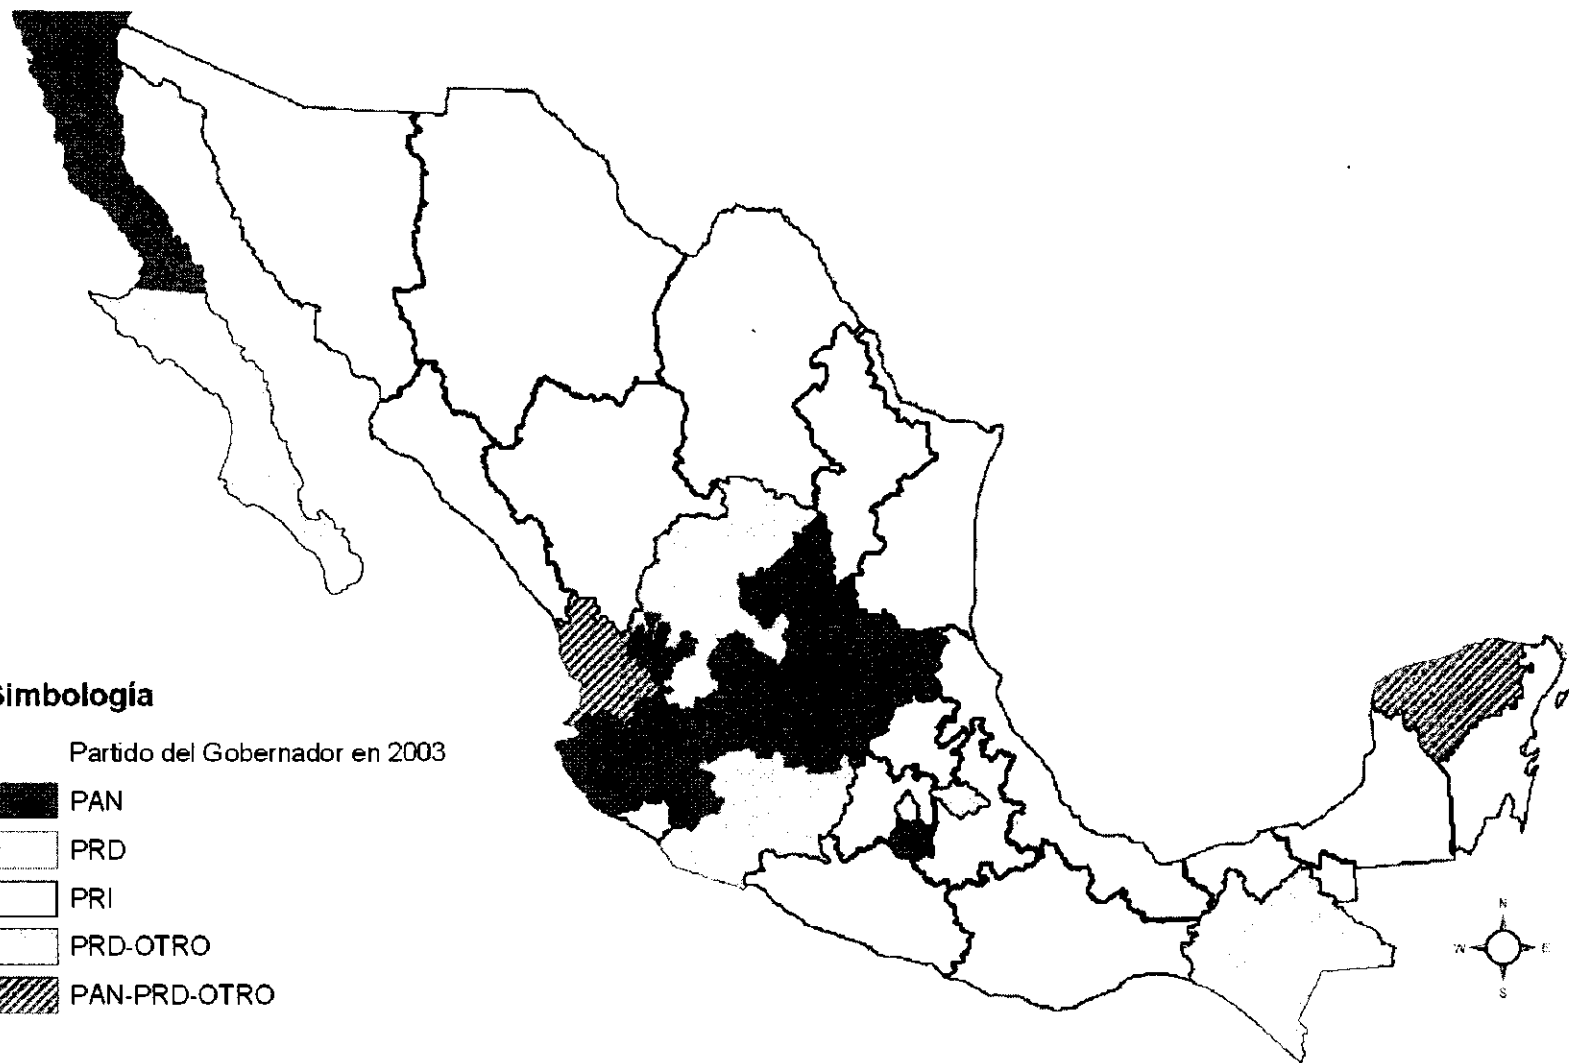 Simbología
Partido del Gobernador en 2003
PAN
PRD
PRI
PRD-OTRO
PAN-PRD-OTRO
N
W E
S